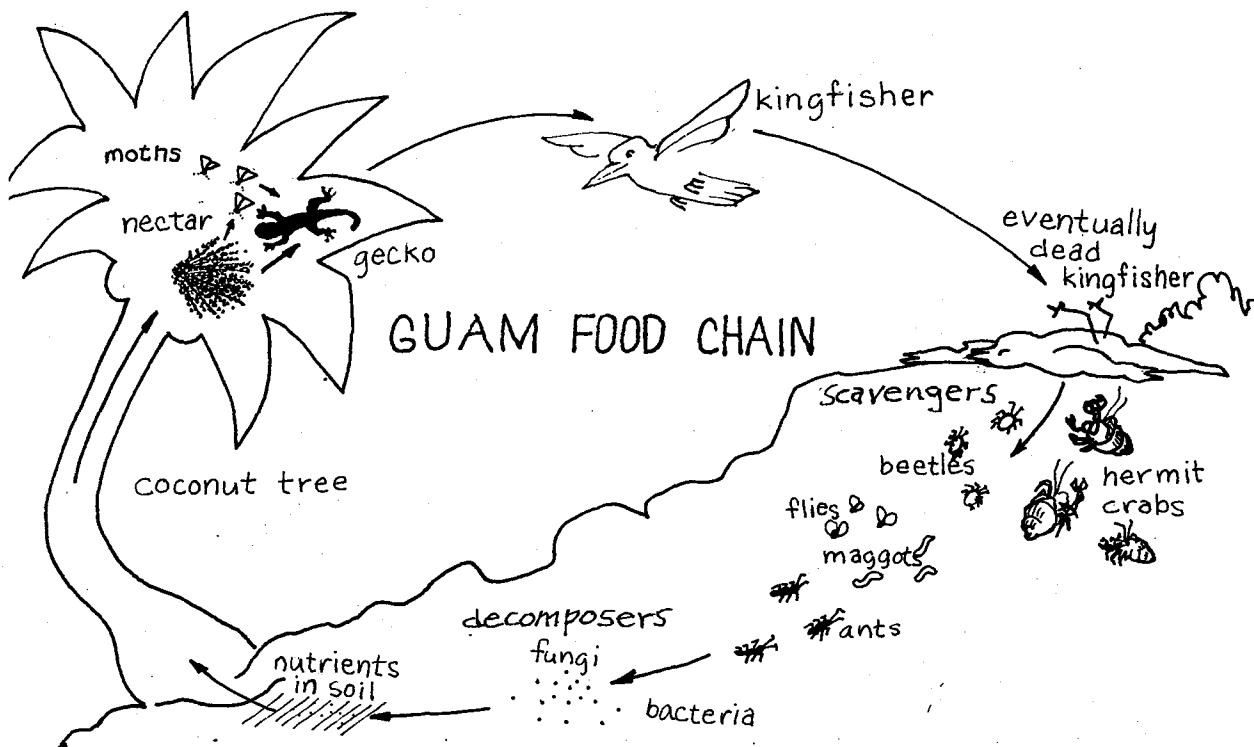 moths
nectar
gecko
kingfisher
eventually
dead
kingfisher
GUAM FOOD CHAIN
coconut tree
scavengers
beetles
hermit
crabs
flies
maggots
ants
decomposers
fungi
bacteria
nutrients
in soil